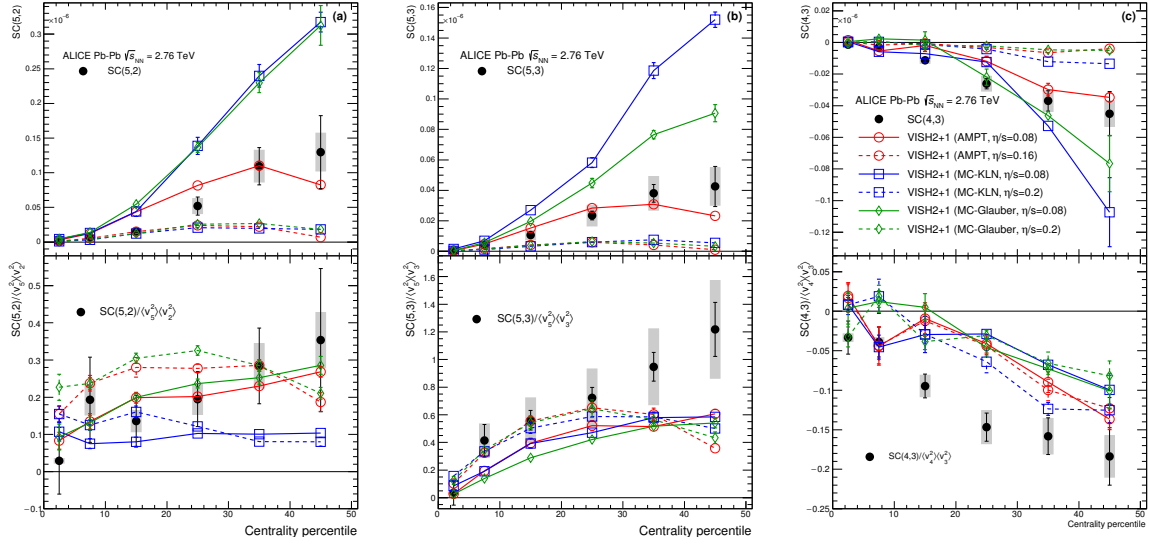 ×10⁻⁶
(a)
SC(5,2)
0.3
0.25
0.2
0.15
0.1
0.05
0
ALICE Pb-Pb √s_NN = 2.76 TeV
SC(5,2)
SC(5,2)/⟨v₅²⟩⟨v₂²⟩
0.5
0.4
0.3
0.2
0.1
0
−0.1
SC(5,2)/⟨v₅²⟩⟨v₂²⟩
0 10 20 30 40 50
Centrality percentile
×10⁻⁶
(b)
SC(5,3)
0.16
0.14
0.12
0.1
0.08
0.06
0.04
0.02
0
ALICE Pb-Pb √s_NN = 2.76 TeV
SC(5,3)
SC(5,3)/⟨v₅²⟩⟨v₃²⟩
1.6
1.4
1.2
1
0.8
0.6
0.4
0.2
0
SC(5,3)/⟨v₅²⟩⟨v₃²⟩
0 10 20 30 40 50
Centrality percentile
×10⁻⁶
(c)
SC(4,3)
0.02
0
−0.02
−0.04
−0.06
−0.08
−0.1
−0.12
ALICE Pb-Pb √s_NN = 2.76 TeV
SC(4,3)
VISH2+1 (AMPT, η/s=0.08)
VISH2+1 (AMPT, η/s=0.16)
VISH2+1 (MC-KLN, η/s=0.08)
VISH2+1 (MC-KLN, η/s=0.2)
VISH2+1 (MC-Glauber, η/s=0.08)
VISH2+1 (MC-Glauber, η/s=0.2)
SC(4,3)/⟨v₄²⟩⟨v₃²⟩
0.05
0
−0.05
−0.1
−0.15
−0.2
−0.25
SC(4,3)/⟨v₄²⟩⟨v₃²⟩
0 10 20 30 40 50
Centrality percentile